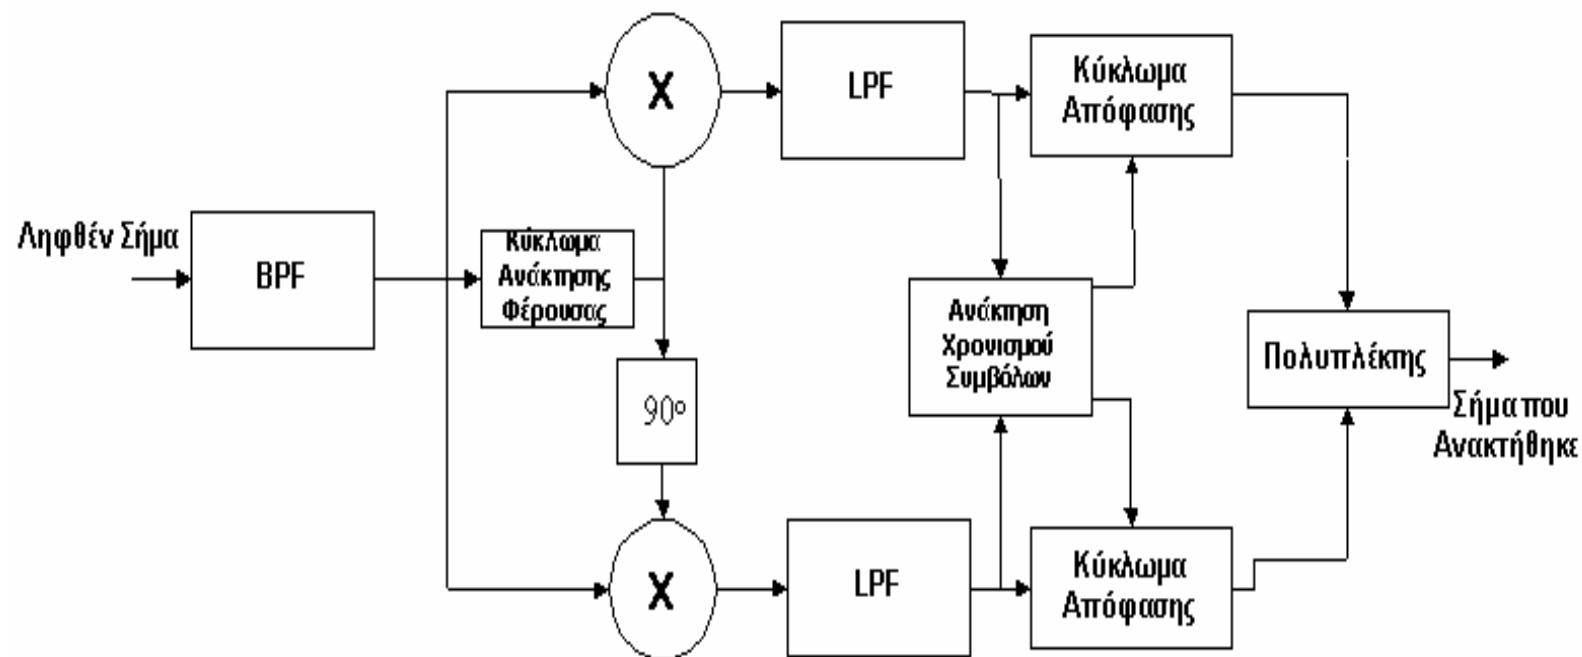 X
LPF
Κύκλωμα
Απόφασης
Ληφθέν Σήμα
BPF
Κύκλωμα
Ανάκτησης
Φέρουσας
Ανάκτηση
Χρονισμού
Συμβόλων
Πολυπλέκτης
90º
Σήμα που
Ανακτήθηκε
X
LPF
Κύκλωμα
Απόφασης